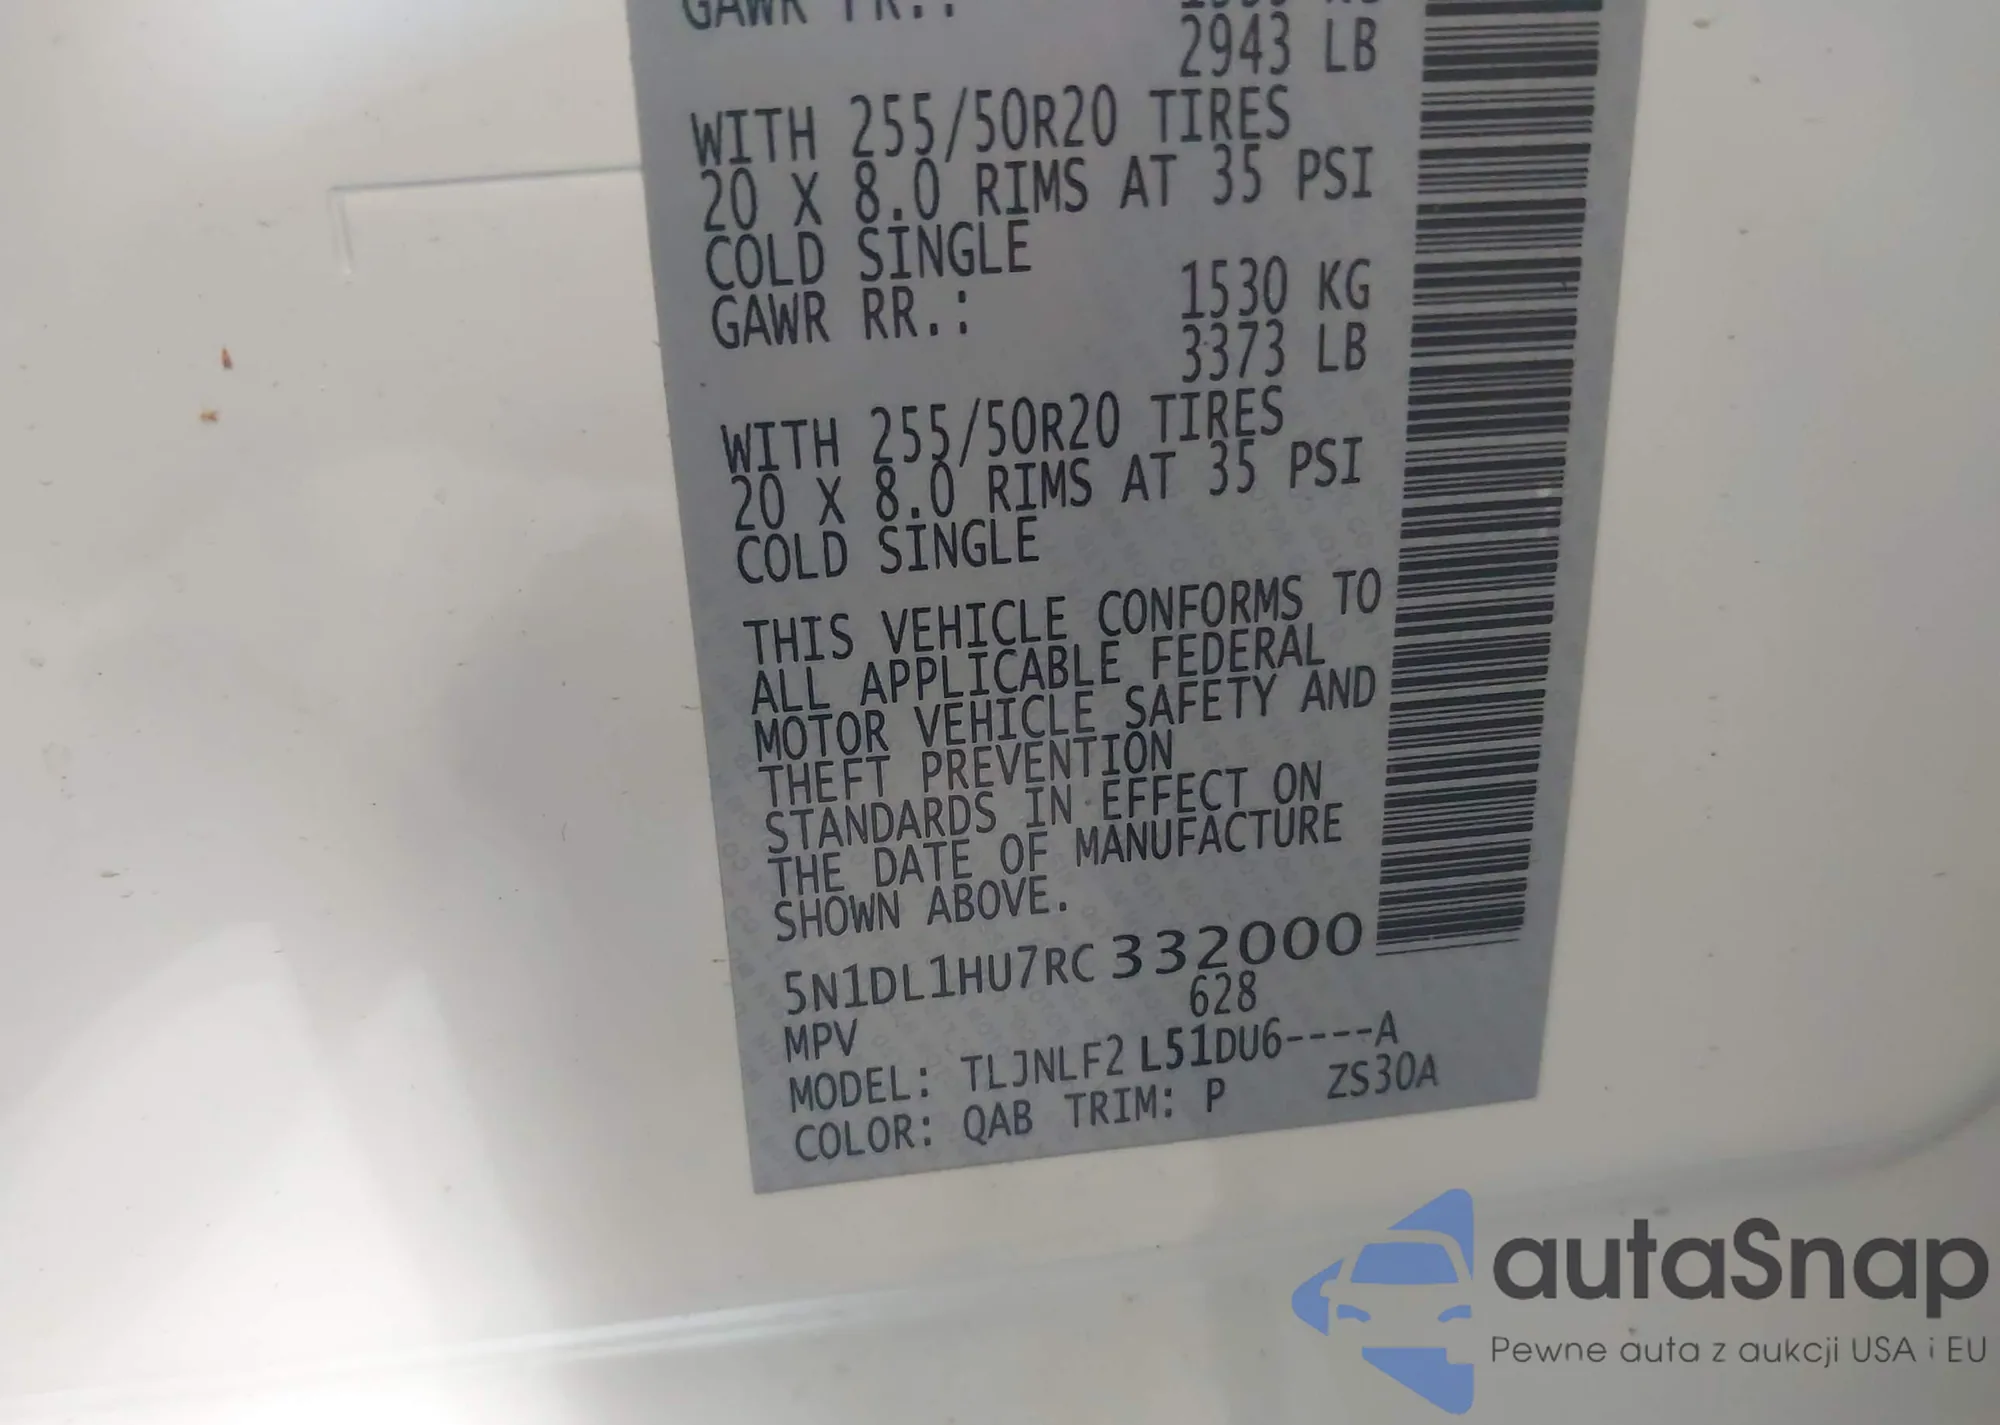 GAWR FR.:
2943 LB
WITH 255/50R20 TIRES
20 X 8.0 RIMS AT 35 PSI
COLD SINGLE
GAWR RR.: 1530 KG
3373 LB
WITH 255/50R20 TIRES
20 X 8.0 RIMS AT 35 PSI
COLD SINGLE
THIS VEHICLE CONFORMS TO
ALL APPLICABLE FEDERAL
MOTOR VEHICLE SAFETY AND
THEFT PREVENTION
STANDARDS IN EFFECT ON
THE DATE OF MANUFACTURE
SHOWN ABOVE.
5N1DL1HU7RC332000
MPV 628
MODEL: TLJNLF2 L51DU6----A
COLOR: QAB TRIM: P ZS30A
autaSnap
Pewne auta z aukcji USA i EU